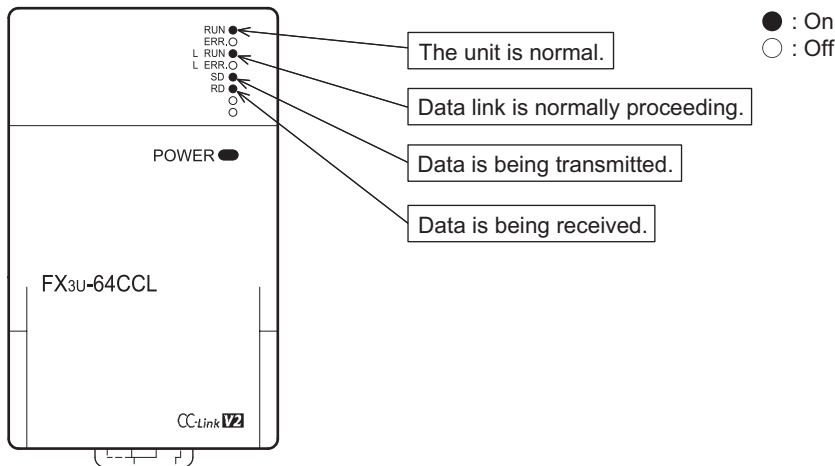 RUN
ERR.
L RUN
L ERR.
SD
RD
The unit is normal.
Data link is normally proceeding.
Data is being transmitted.
Data is being received.
: On
: Off
POWER
FX3U-64CCL
CC-Link V2